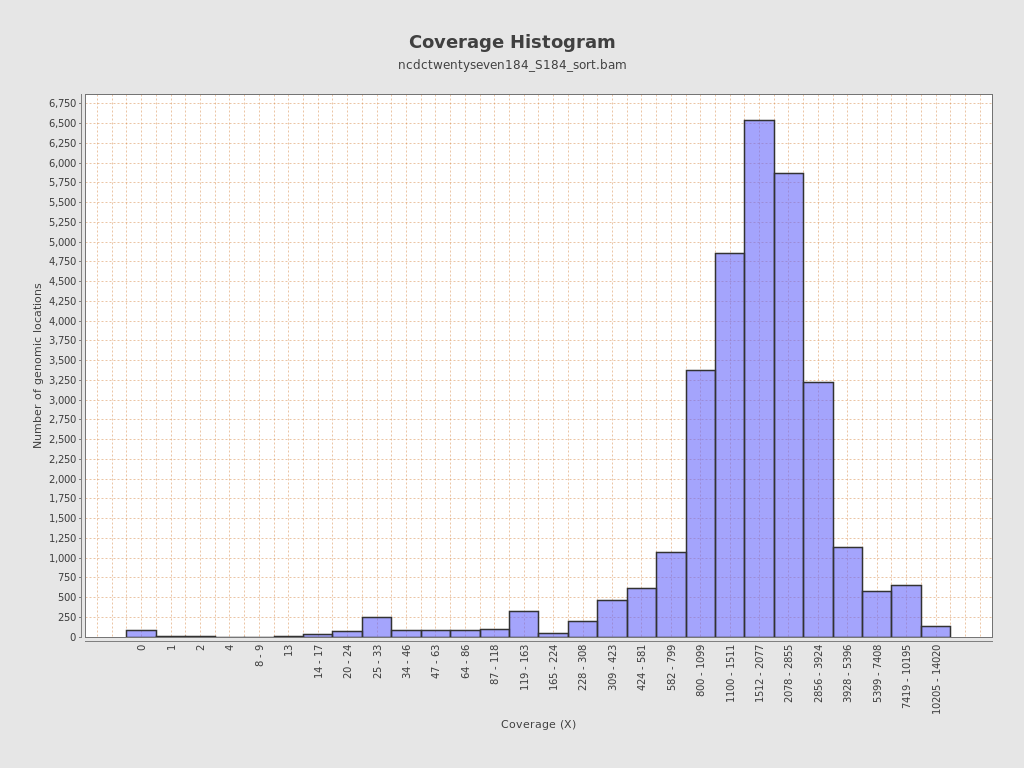 Coverage Histogram
ncdctwentyseven184_S184_sort.bam
Number of genomic locations
6,750
6,500
6,250
6,000
5,750
5,500
5,250
5,000
4,750
4,500
4,250
4,000
3,750
3,500
3,250
3,000
2,750
2,500
2,250
2,000
1,750
1,500
1,250
1,000
750
500
250
0
0
1
2
4
8 - 9
13
14 - 17
20 - 24
25 - 33
34 - 46
47 - 63
64 - 86
87 - 118
119 - 163
165 - 224
228 - 308
309 - 423
424 - 581
582 - 799
800 - 1099
1100 - 1511
1512 - 2077
2078 - 2855
2856 - 3924
3928 - 5396
5399 - 7408
7419 - 10195
10205 - 14020
Coverage (X)